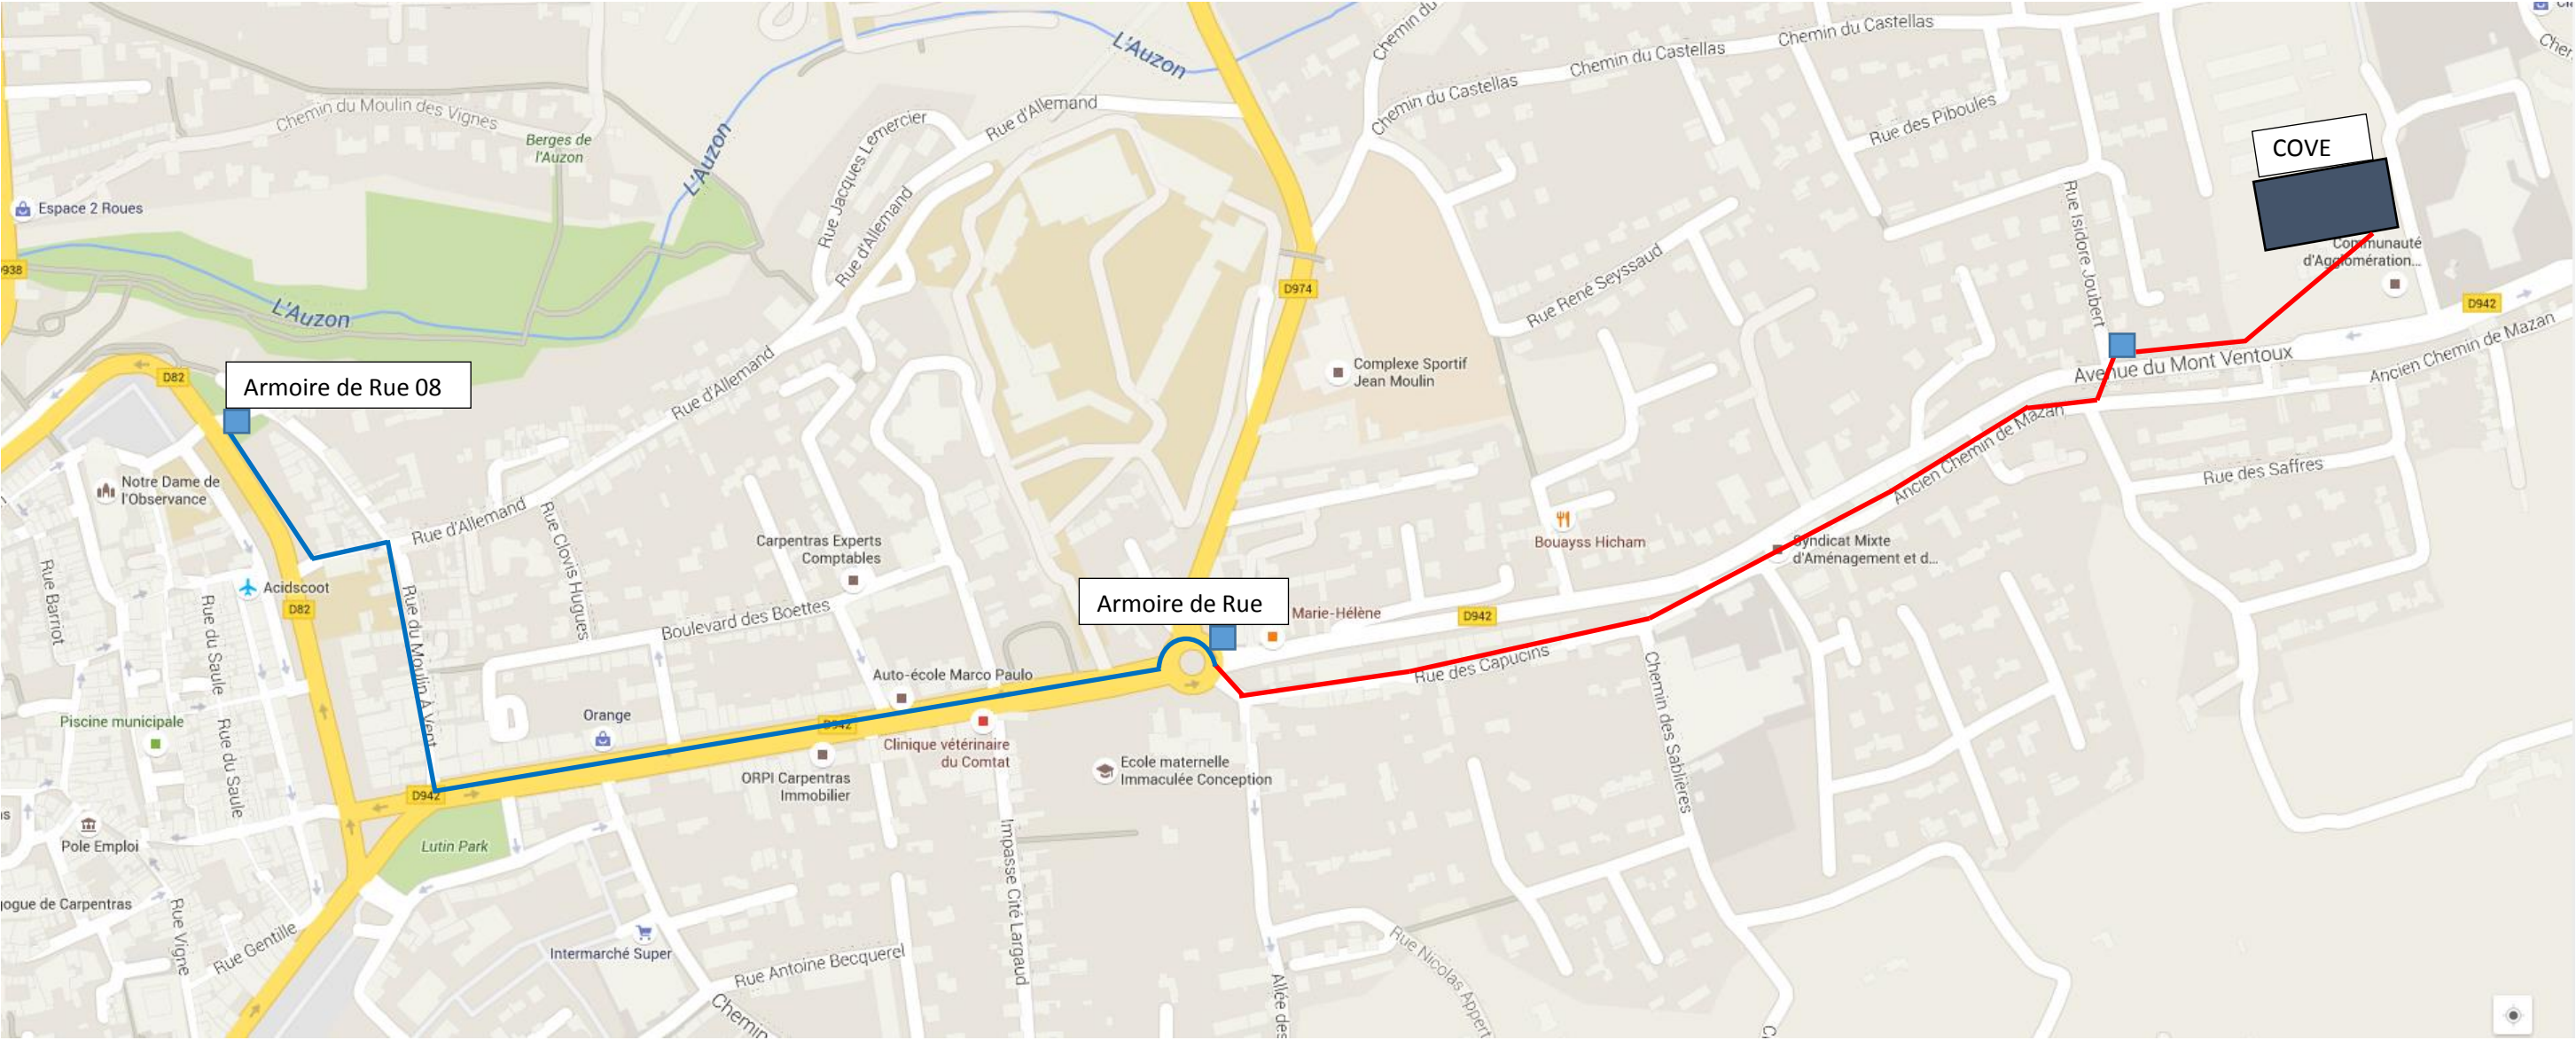 L'Auzon
Chemin du
Chemin du Castellas
Chemin du Castellas
Chemin du Castellas
Chemin du Moulin des Vignes
Berges de
l'Auzon
L'Auzon
Rue Jacques Lemercier
Rue d'Allemand
Rue des Piboules
COVE
Espace 2 Roues
Rue d'Allemand
Rue Isidore Joubert
Communauté
d'Agglomération...
D974
Rue René Seyssaud
D942
L'Auzon
Ancien Chemin de Mazan
Avenue du Mont Ventoux
Complexe Sportif
Jean Moulin
D82
Armoire de Rue 08
Rue d'Allemand
Ancien Chemin de Mazan
Rue des Saffres
Notre Dame de
l'Observance
Rue d'Allemand
Rue Clovis Hugues
Carpentras Experts
Comptables
Bouayss Hicham
Syndicat Mixte
d'Aménagement et d...
Rue Barriot
Acidscoot
D82
Rue du Saule
Rue du Moulin À Vent
Boulevard des Boettes
Armoire de Rue
Marie-Hélène
D942
Rue des Capucins
Chemin des Sablières
Auto-école Marco Paulo
Piscine municipale
Rue du Saule
Orange
D942
Clinique vétérinaire
du Comtat
ORPI Carpentras
Immobilier
Ecole maternelle
Immaculée Conception
D942
Pole Emploi
Lutin Park
Impasse Cité Largaud
ogue de Carpentras
Rue Vigne
Rue Gentille
Intermarché Super
Rue Antoine Becquerel
Chemin
Allée des
Rue Nicolas Appert